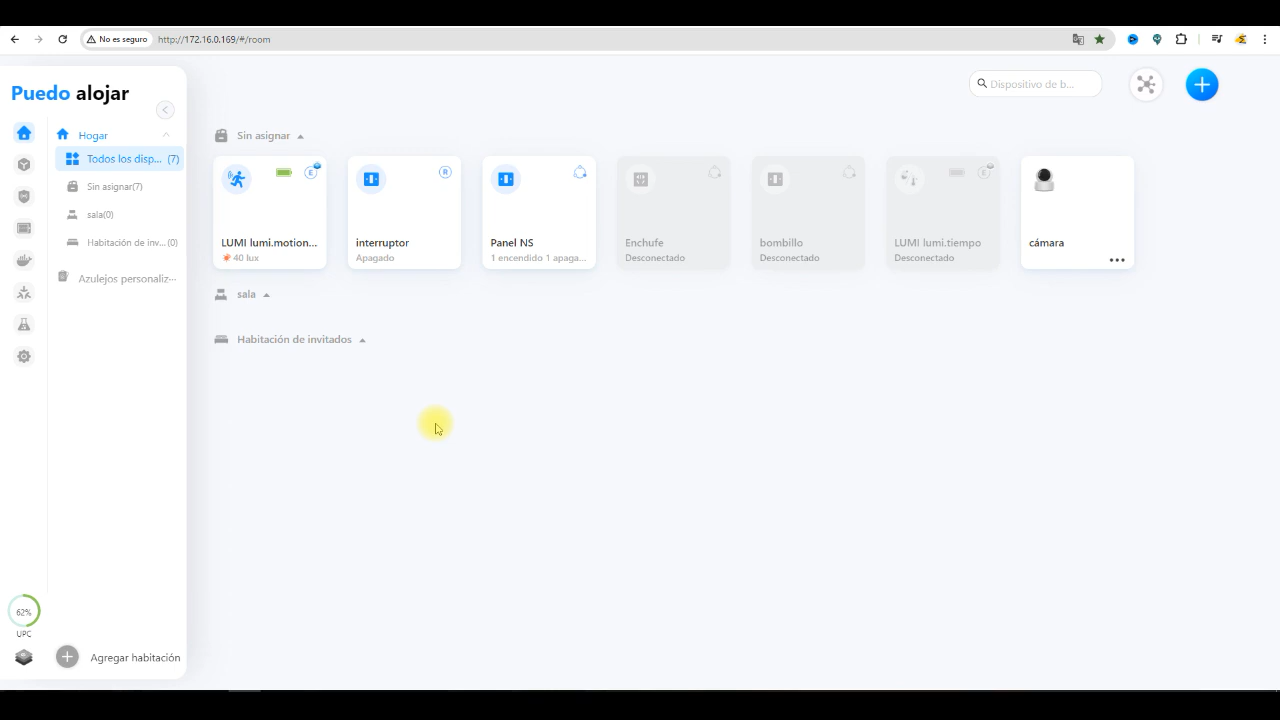 No es seguro
http://172.16.0.169/#/room
Puedo alojar
Dispositivo de b...
Hogar
Todos los disp... (7)
Sin asignar(7)
sala(0)
Habitación de inv... (0)
Azulejos personaliz...
Sin asignar
E
R
E
LUMI lumi.motion...
40 lux
interruptor
Apagado
Panel NS
1 encendido 1 apaga...
Enchufe
Desconectado
bombillo
Desconectado
LUMI lumi.tiempo
Desconectado
cámara
sala
Habitación de invitados
62%
UPC
Agregar habitación